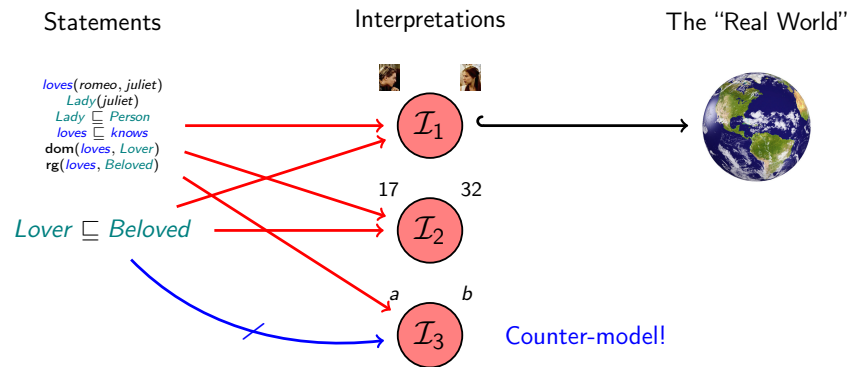 Statements
Interpretations
The “Real World”
loves(romeo, juliet)
Lady(juliet)
Lady ⊑ Person
loves ⊑ knows
dom(loves, Lover)
rg(loves, Beloved)
Lover ⊑ Beloved
ℐ₁
17 32
ℐ₂
a b
ℐ₃
Counter-model!